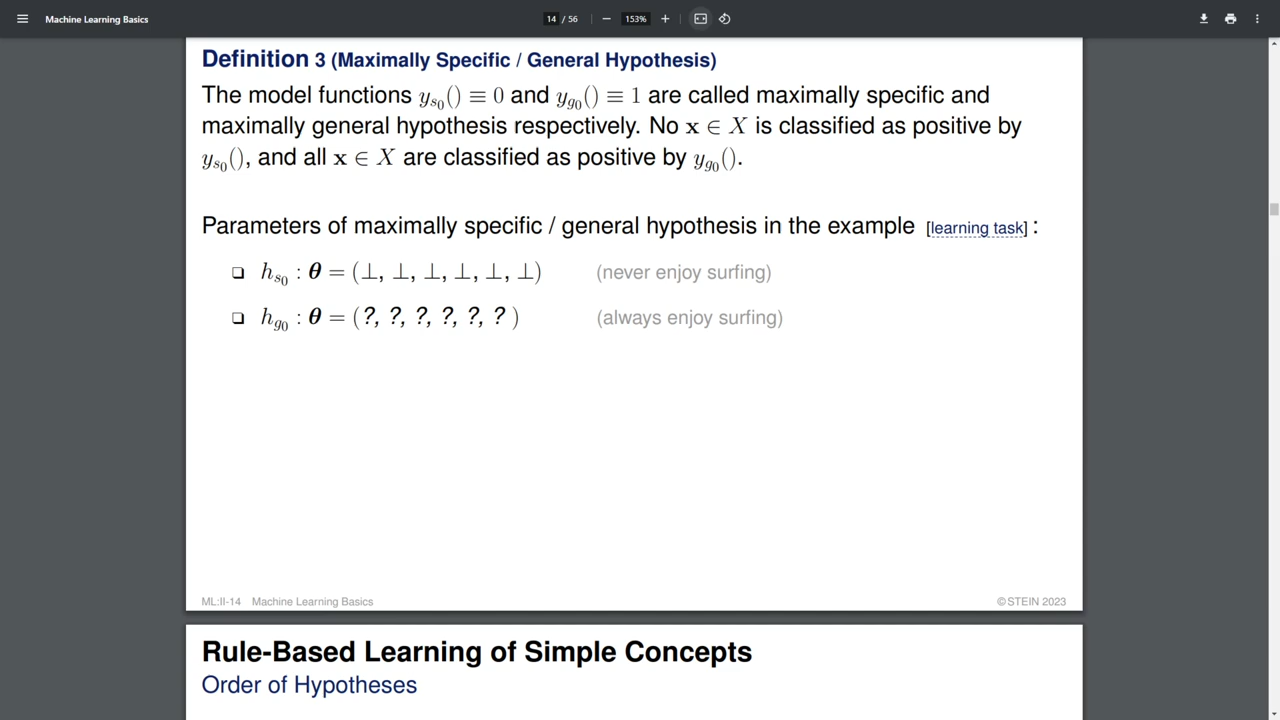 Machine Learning Basics
14 / 56 — 153% +
Definition 3 (Maximally Specific / General Hypothesis)
The model functions y_{s_0}() ≡ 0 and y_{g_0}() ≡ 1 are called maximally specific and
maximally general hypothesis respectively. No x ∈ X is classified as positive by
y_{s_0}(), and all x ∈ X are classified as positive by y_{g_0}().
Parameters of maximally specific / general hypothesis in the example [learning task] :
❑ h_{s_0} : θ = (⊥, ⊥, ⊥, ⊥, ⊥, ⊥) (never enjoy surfing)
❑ h_{g_0} : θ = ( ?, ?, ?, ?, ?, ? ) (always enjoy surfing)
ML:II-14 Machine Learning Basics ©STEIN 2023
Rule-Based Learning of Simple Concepts
Order of Hypotheses